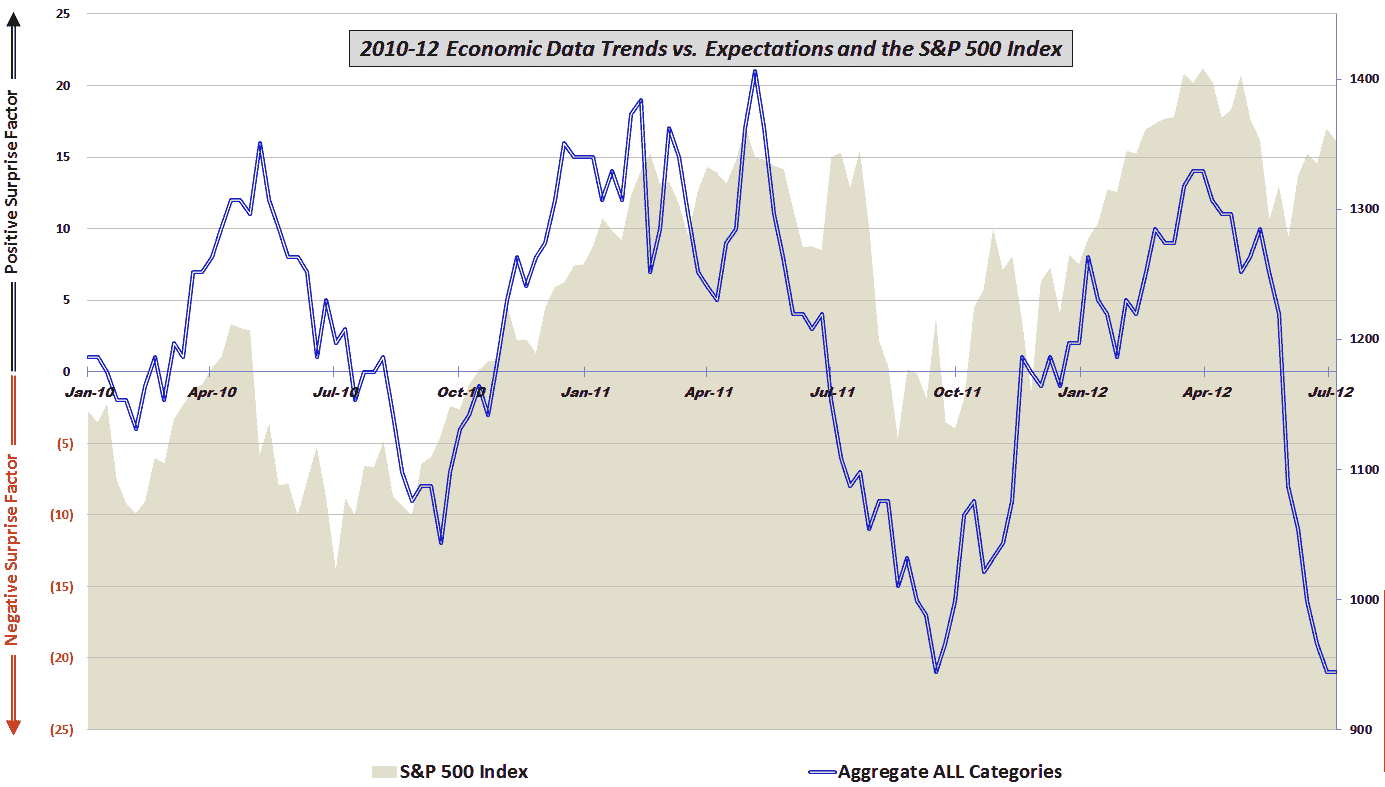 2010-12 Economic Data Trends vs. Expectations and the S&P 500 Index
Positive Surprise Factor
Negative Surprise Factor
25
20
15
10
5
0
(5)
(10)
(15)
(20)
(25)
1400
1300
1200
1100
1000
900
Jan-10
Apr-10
Jul-10
Oct-10
Jan-11
Apr-11
Jul-11
Oct-11
Jan-12
Apr-12
Jul-12
S&P 500 Index
Aggregate ALL Categories